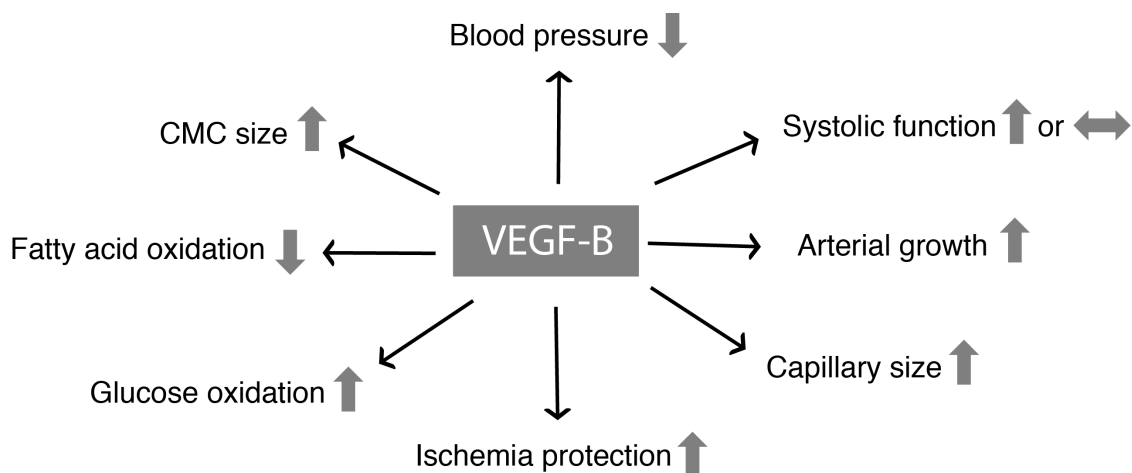 Blood pressure
CMC size
Systolic function or
Fatty acid oxidation
VEGF-B
Arterial growth
Glucose oxidation
Capillary size
Ischemia protection